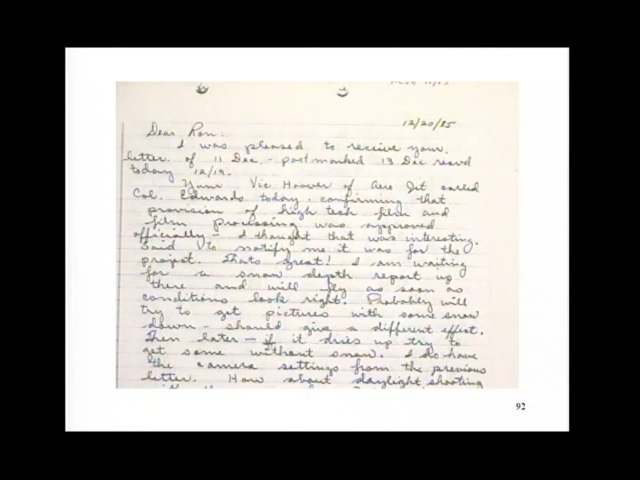 12/20/85
Dear Ron:
I was pleased to receive your
letter of 11 Dec. - postmarked 13 Dec recvd
today 12/19.
Your Vic Hoover of Aero Jet called
Col. Edwards today, confirming that
provision of high tech film and
film processing was approved
officially - I thought that was interesting.
Said to notify me it was for the
project. Thats great! I am writing
for a snow depth report up
there and will fly as soon as
conditions look right. Probably will
try to get pictures with some snow
down - should give a different effect.
Then later - if it dries up try to
get some without snow. I do have
the camera settings from the previous
letter. How about daylight shooting
92